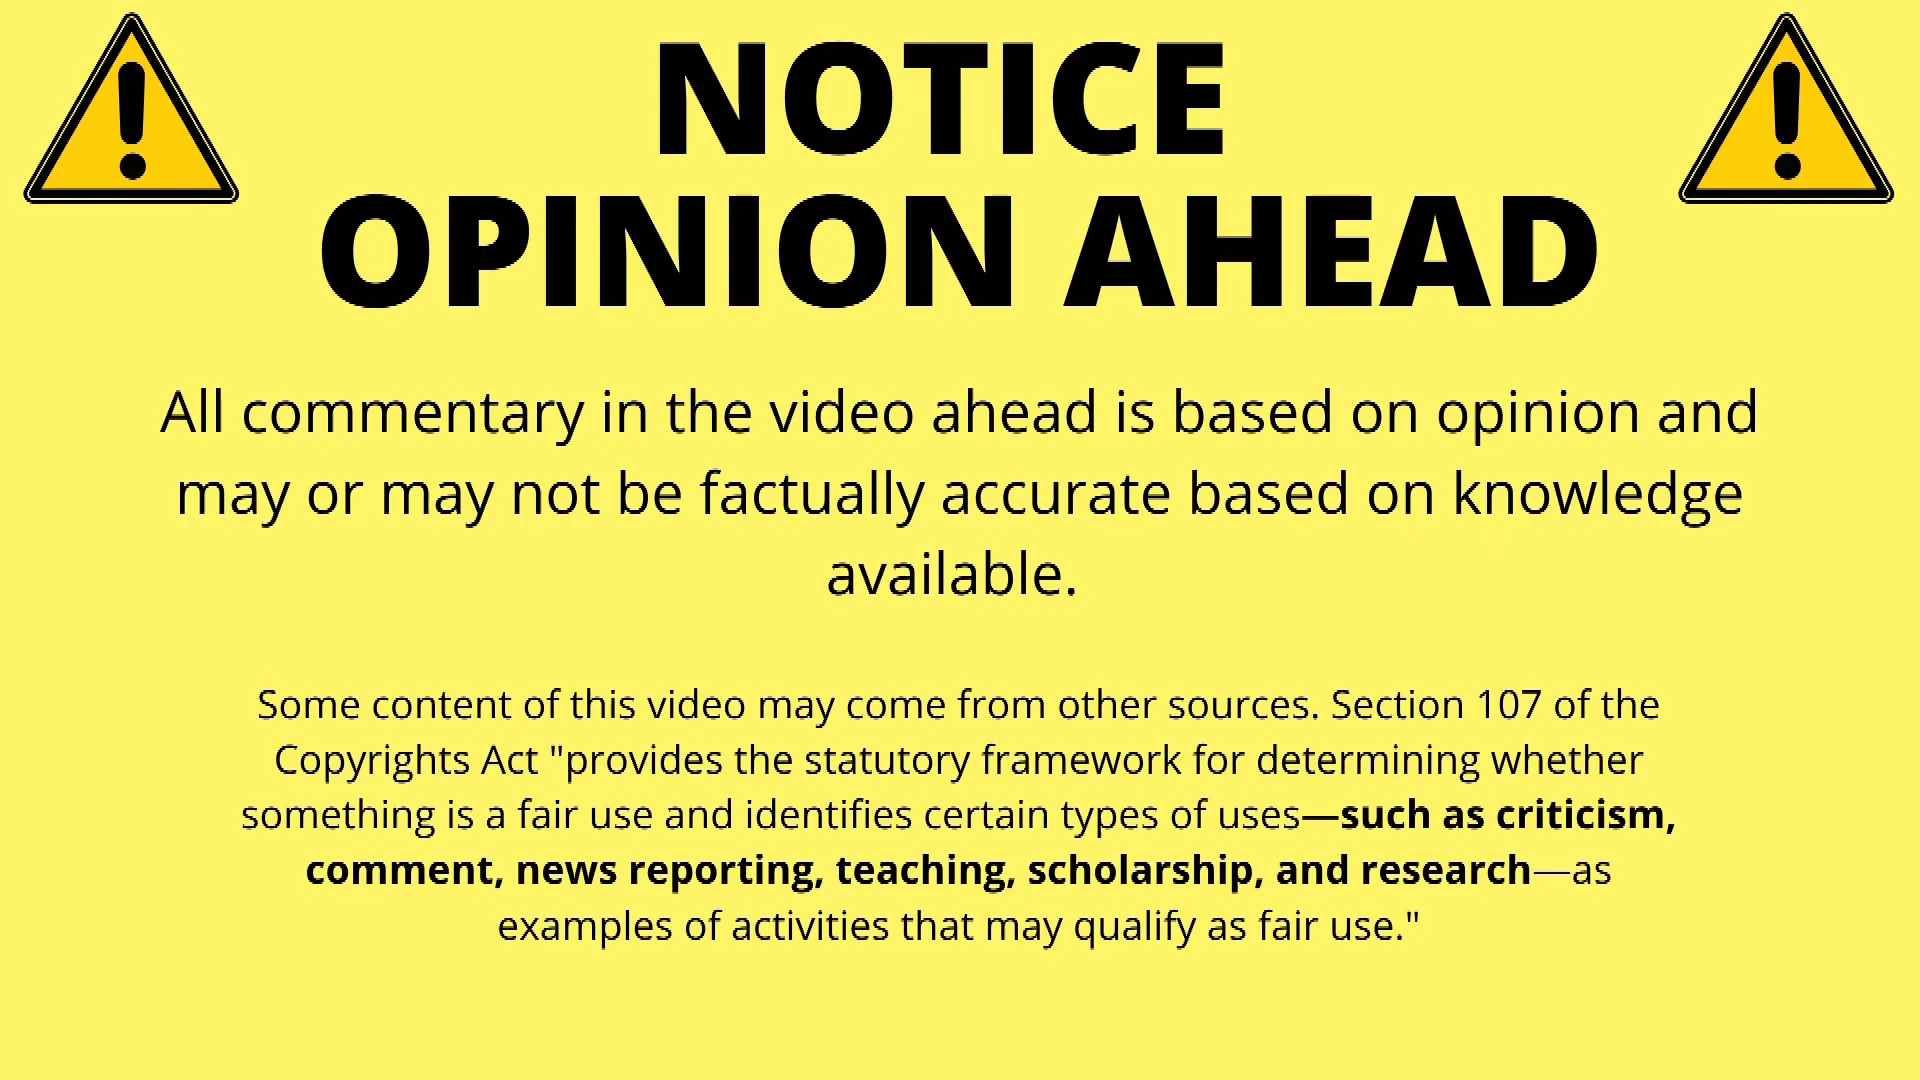 NOTICE
OPINION AHEAD
All commentary in the video ahead is based on opinion and
may or may not be factually accurate based on knowledge
available.
Some content of this video may come from other sources. Section 107 of the
Copyrights Act "provides the statutory framework for determining whether
something is a fair use and identifies certain types of uses—such as criticism,
comment, news reporting, teaching, scholarship, and research—as
examples of activities that may qualify as fair use."